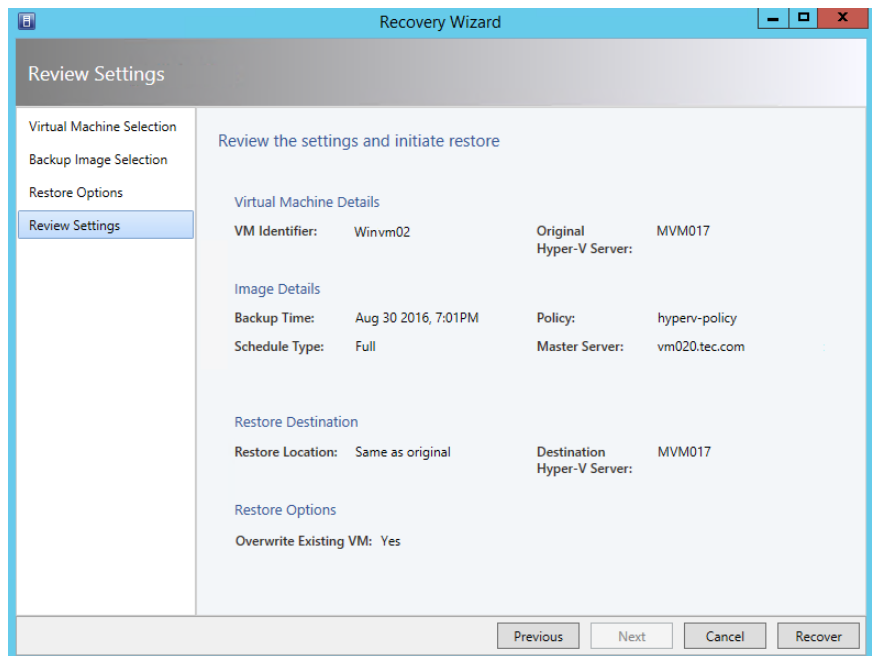 Recovery Wizard
Review Settings
Virtual Machine Selection
Backup Image Selection
Restore Options
Review Settings
Review the settings and initiate restore
Virtual Machine Details
VM Identifier: Winvm02 Original Hyper-V Server: MVM017
Image Details
Backup Time: Aug 30 2016, 7:01PM Policy: hyperv-policy
Schedule Type: Full Master Server: vm020.tec.com
Restore Destination
Restore Location: Same as original Destination Hyper-V Server: MVM017
Restore Options
Overwrite Existing VM: Yes
Previous Next Cancel Recover